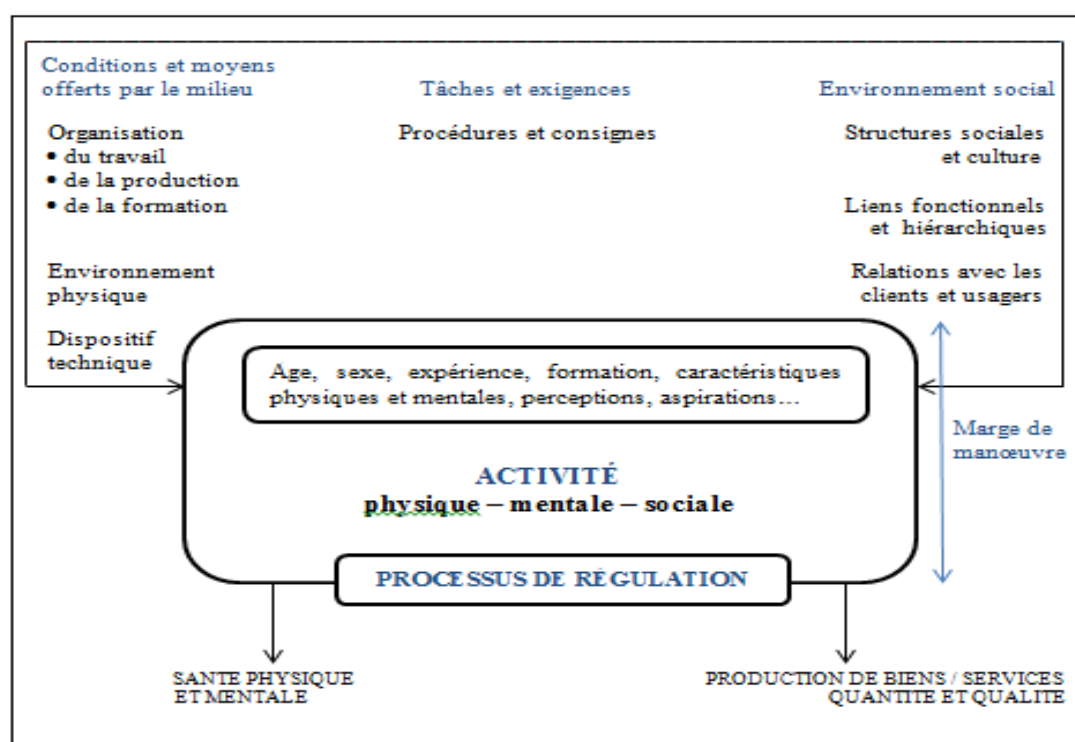 Conditions et moyens
offerts par le milieu
Organisation
• du travail
• de la production
• de la formation
Environnement
physique
Dispositif
technique
Tâches et exigences
Procédures et consignes
Environnement social
Structures sociales
et culture
Liens fonctionnels
et hiérarchiques
Relations avec les
clients et usagers
Age, sexe, expérience, formation, caractéristiques
physiques et mentales, perceptions, aspirations…
ACTIVITÉ
physique – mentale – sociale
Marge de
manœuvre
PROCESSUS DE RÉGULATION
SANTE PHYSIQUE
ET MENTALE
PRODUCTION DE BIENS / SERVICES
QUANTITE ET QUALITE